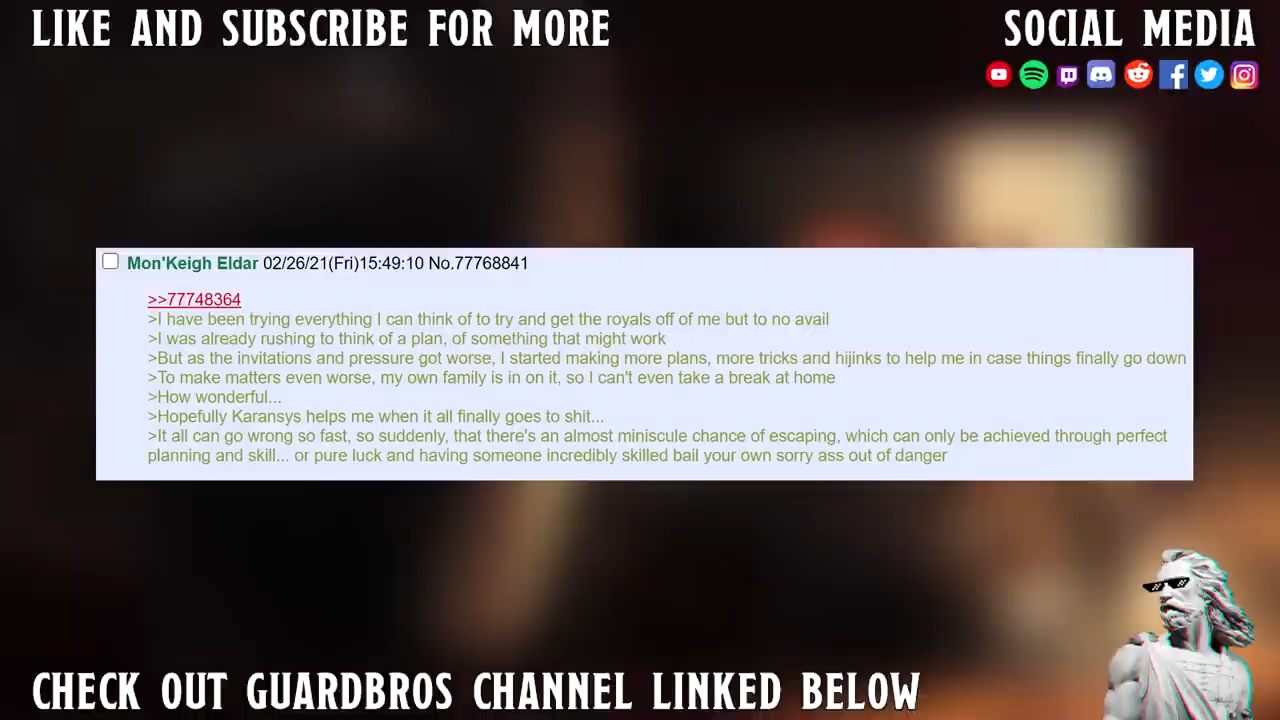 LIKE AND SUBSCRIBE FOR MORE
SOCIAL MEDIA
Mon'Keigh Eldar 02/26/21(Fri)15:49:10 No.77768841
>>77748364
>I have been trying everything I can think of to try and get the royals off of me but to no avail
>I was already rushing to think of a plan, of something that might work
>But as the invitations and pressure got worse, I started making more plans, more tricks and hijinks to help me in case things finally go down
>To make matters even worse, my own family is in on it, so I can't even take a break at home
>How wonderful...
>Hopefully Karansys helps me when it all finally goes to shit...
>It all can go wrong so fast, so suddenly, that there's an almost miniscule chance of escaping, which can only be achieved through perfect
planning and skill... or pure luck and having someone incredibly skilled bail your own sorry ass out of danger
CHECK OUT GUARDBROS CHANNEL LINKED BELOW